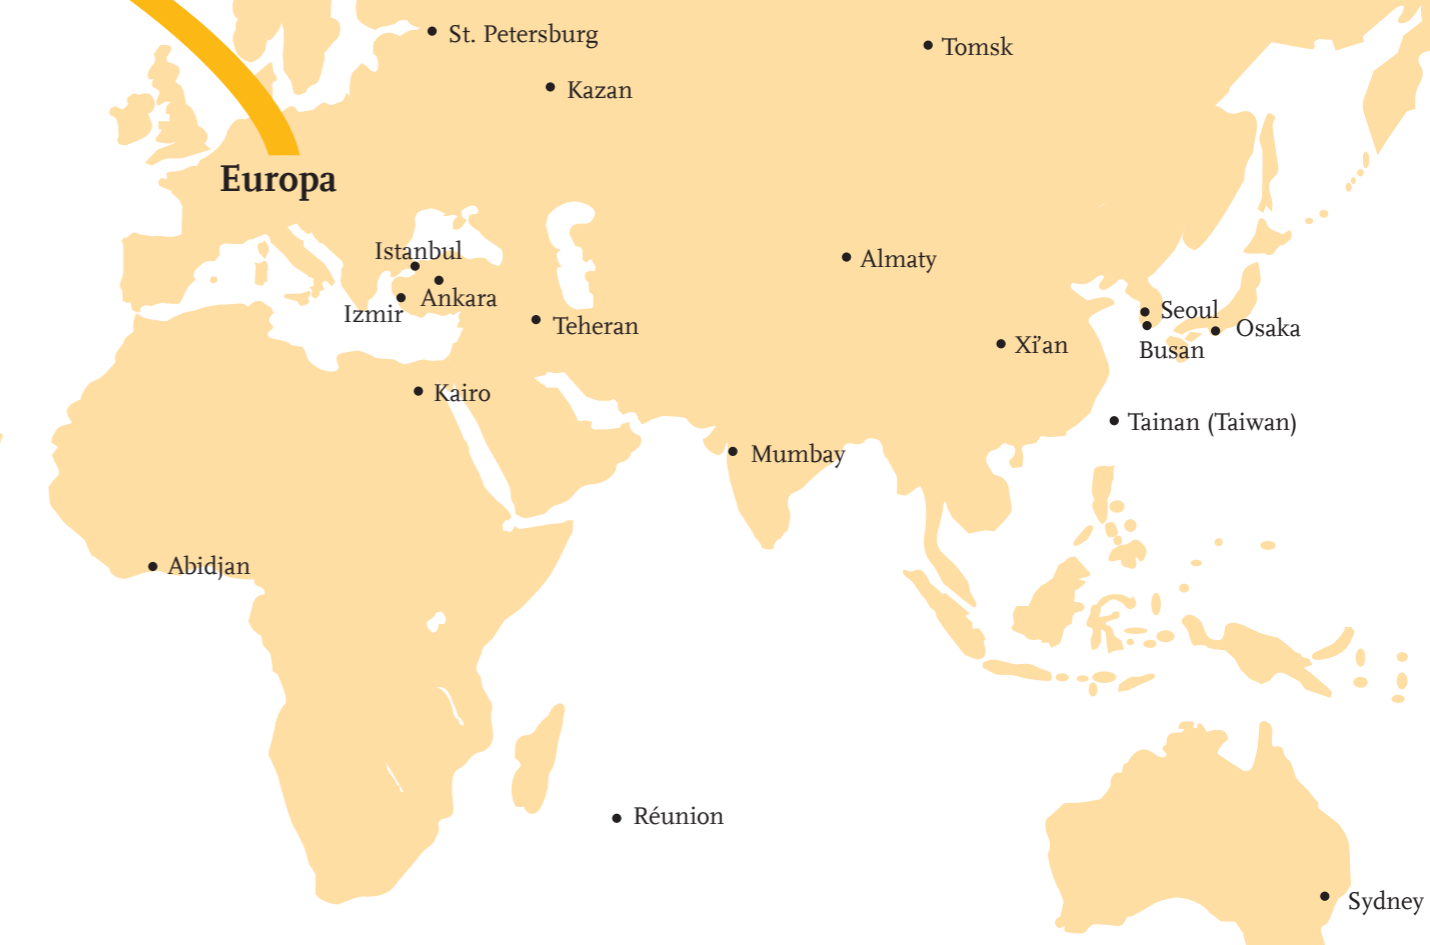 St. Petersburg
Tomsk
Kazan
Europa
Istanbul
Almaty
Ankara
Izmir
Seoul
Teheran
Osaka
Xi’an
Busan
Kairo
Tainan (Taiwan)
Mumbay
Abidjan
Réunion
Sydney